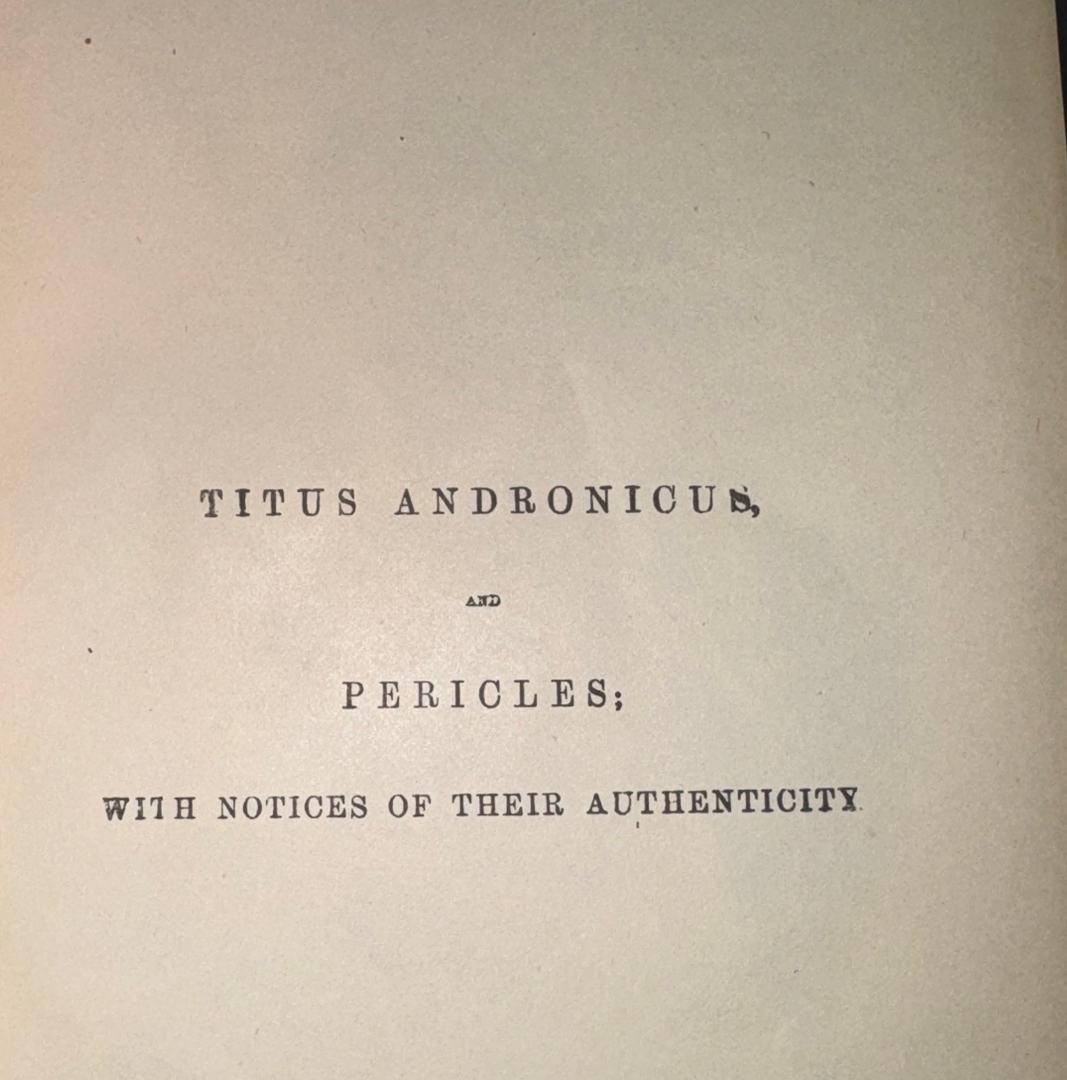 TITUS ANDRONICUS,
AND
PERICLES;
WITH NOTICES OF THEIR AUTHENTICITY.